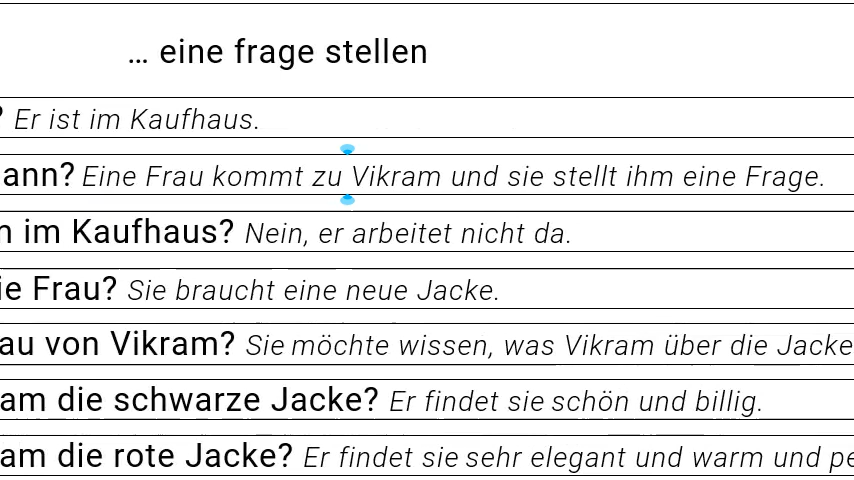 ... eine frage stellen
? Er ist im Kaufhaus.
ann? Eine Frau kommt zu Vikram und sie stellt ihm eine Frage.
n im Kaufhaus? Nein, er arbeitet nicht da.
ie Frau? Sie braucht eine neue Jacke.
au von Vikram? Sie möchte wissen, was Vikram über die Jacke
am die schwarze Jacke? Er findet sie schön und billig.
am die rote Jacke? Er findet sie sehr elegant und warm und pe